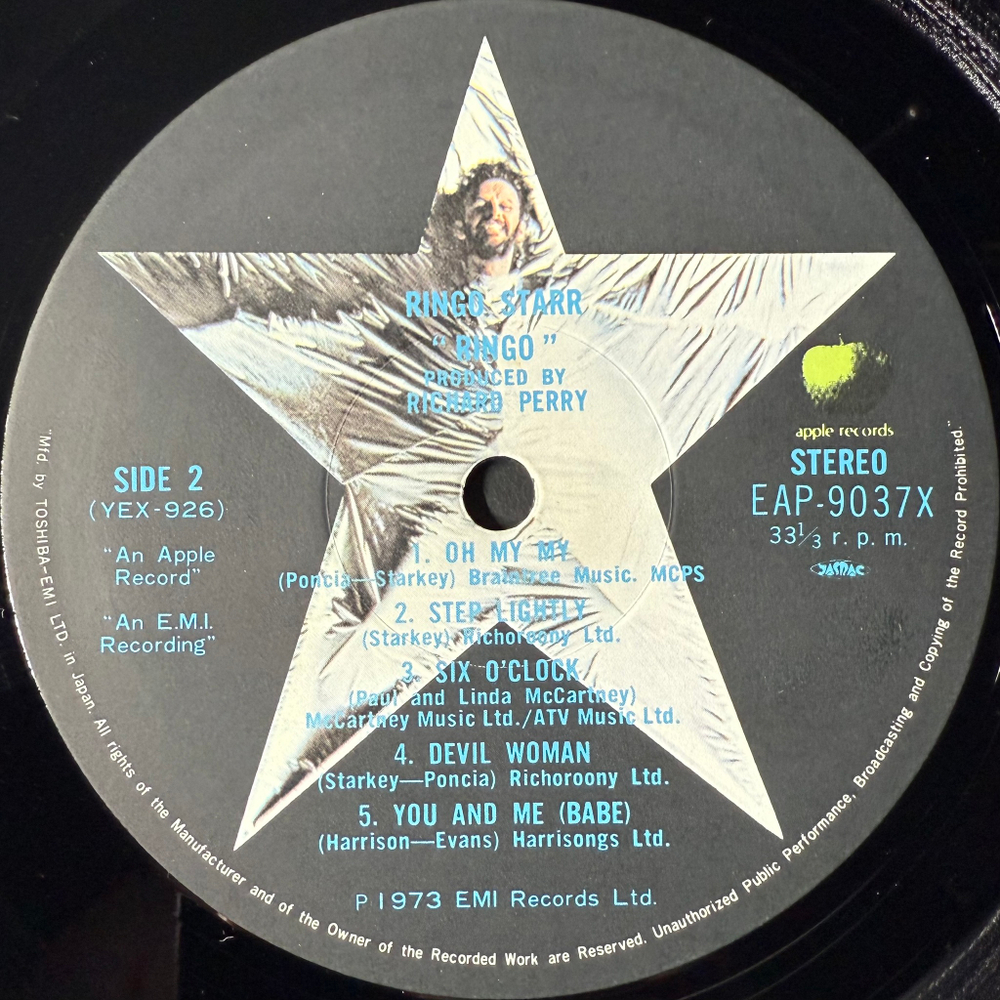 RINGO STARR
"RINGO"
PRODUCED BY
RICHARD PERRY
apple records
SIDE 2
(YEX-926)
"An Apple
Record"
"An E.M.I.
Recording"
STEREO
EAP-9037X
33⅓ r. p. m.
JASRAC
1. OH MY MY
(Poncia—Starkey) Braintree Music. MCPS
2. STEP LIGHTLY
(Starkey) Richoroony Ltd.
3. SIX O'CLOCK
(Paul and Linda McCartney)
McCartney Music Ltd./ATV Music Ltd.
4. DEVIL WOMAN
(Starkey—Poncia) Richoroony Ltd.
5. YOU AND ME (BABE)
(Harrison—Evans) Harrisongs Ltd.
P 1973 EMI Records Ltd.
"Mfd. by TOSHIBA-EMI LTD. in Japan. All rights of the Manufacturer and of the Owner of the Recorded Work are Reserved. Unauthorized Public Performance, Broadcasting and Copying of the Record Prohibited."